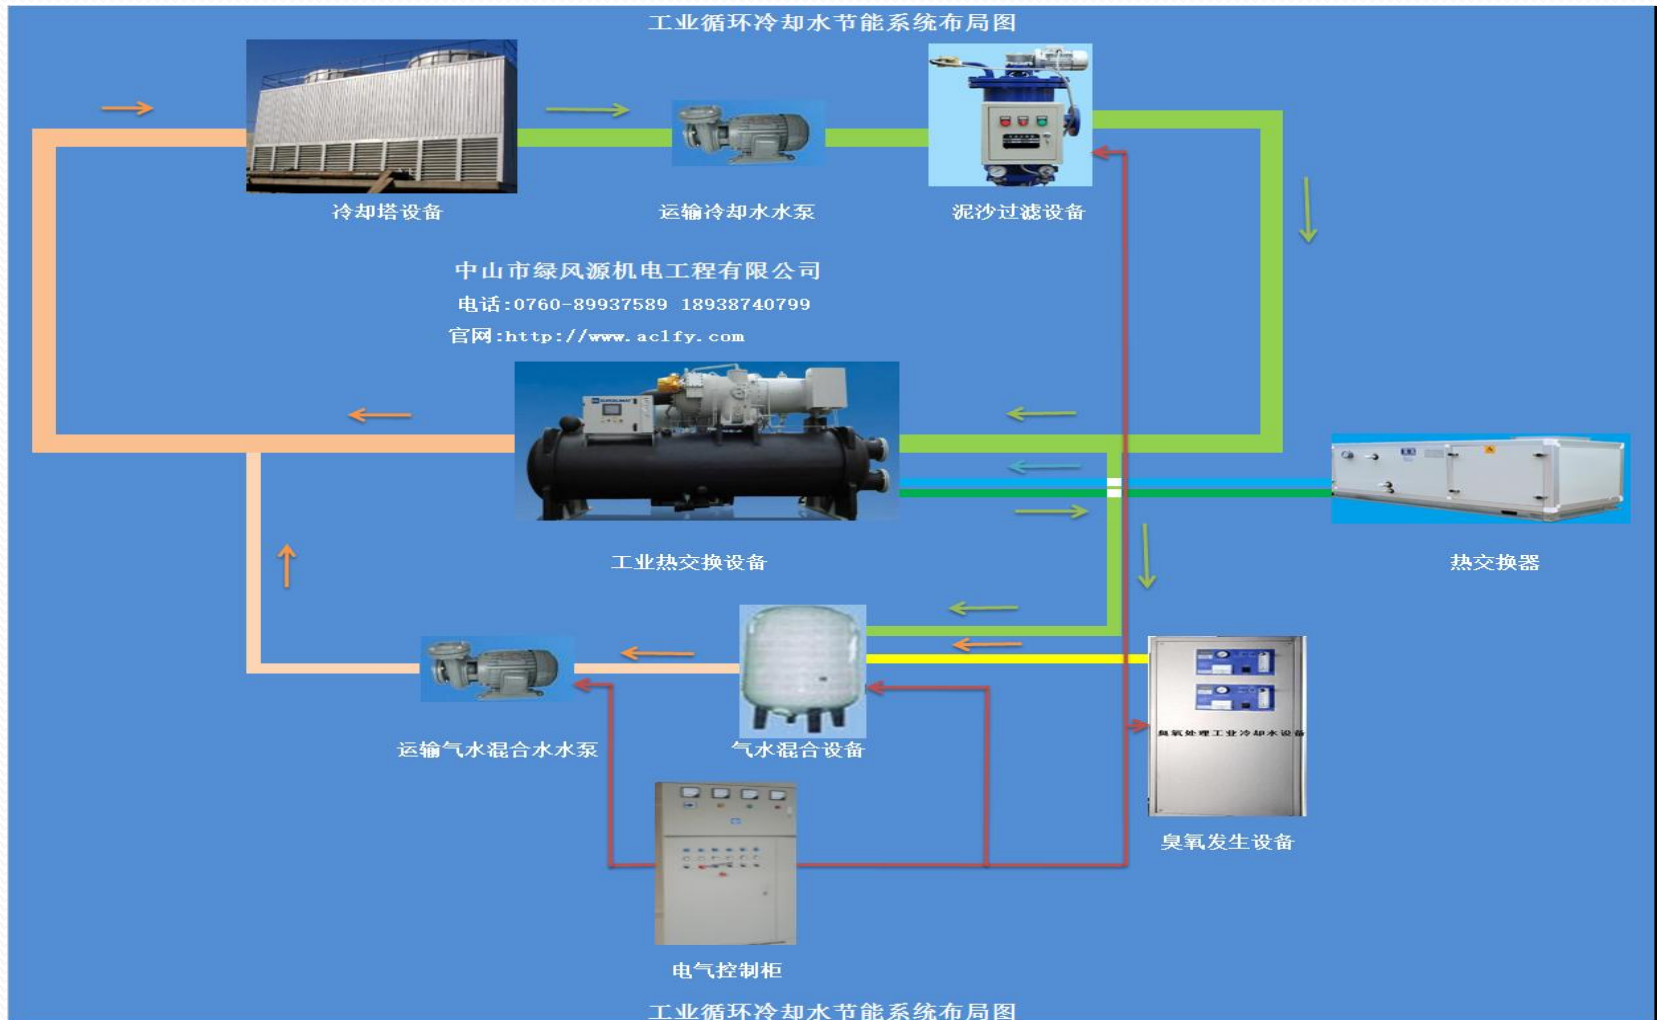 工业循环冷却水节能系统布局图
冷却塔设备
运输冷却水水泵
泥沙过滤设备
中山市绿风源机电工程有限公司
电话:0760-89937589 18938740799
官网:http://www.aclfy.com
工业热交换设备
热交换器
运输气水混合水水泵
气水混合设备
臭氧处理工业冷却水设备
臭氧发生设备
电气控制柜
工业循环冷却水节能系统布局图